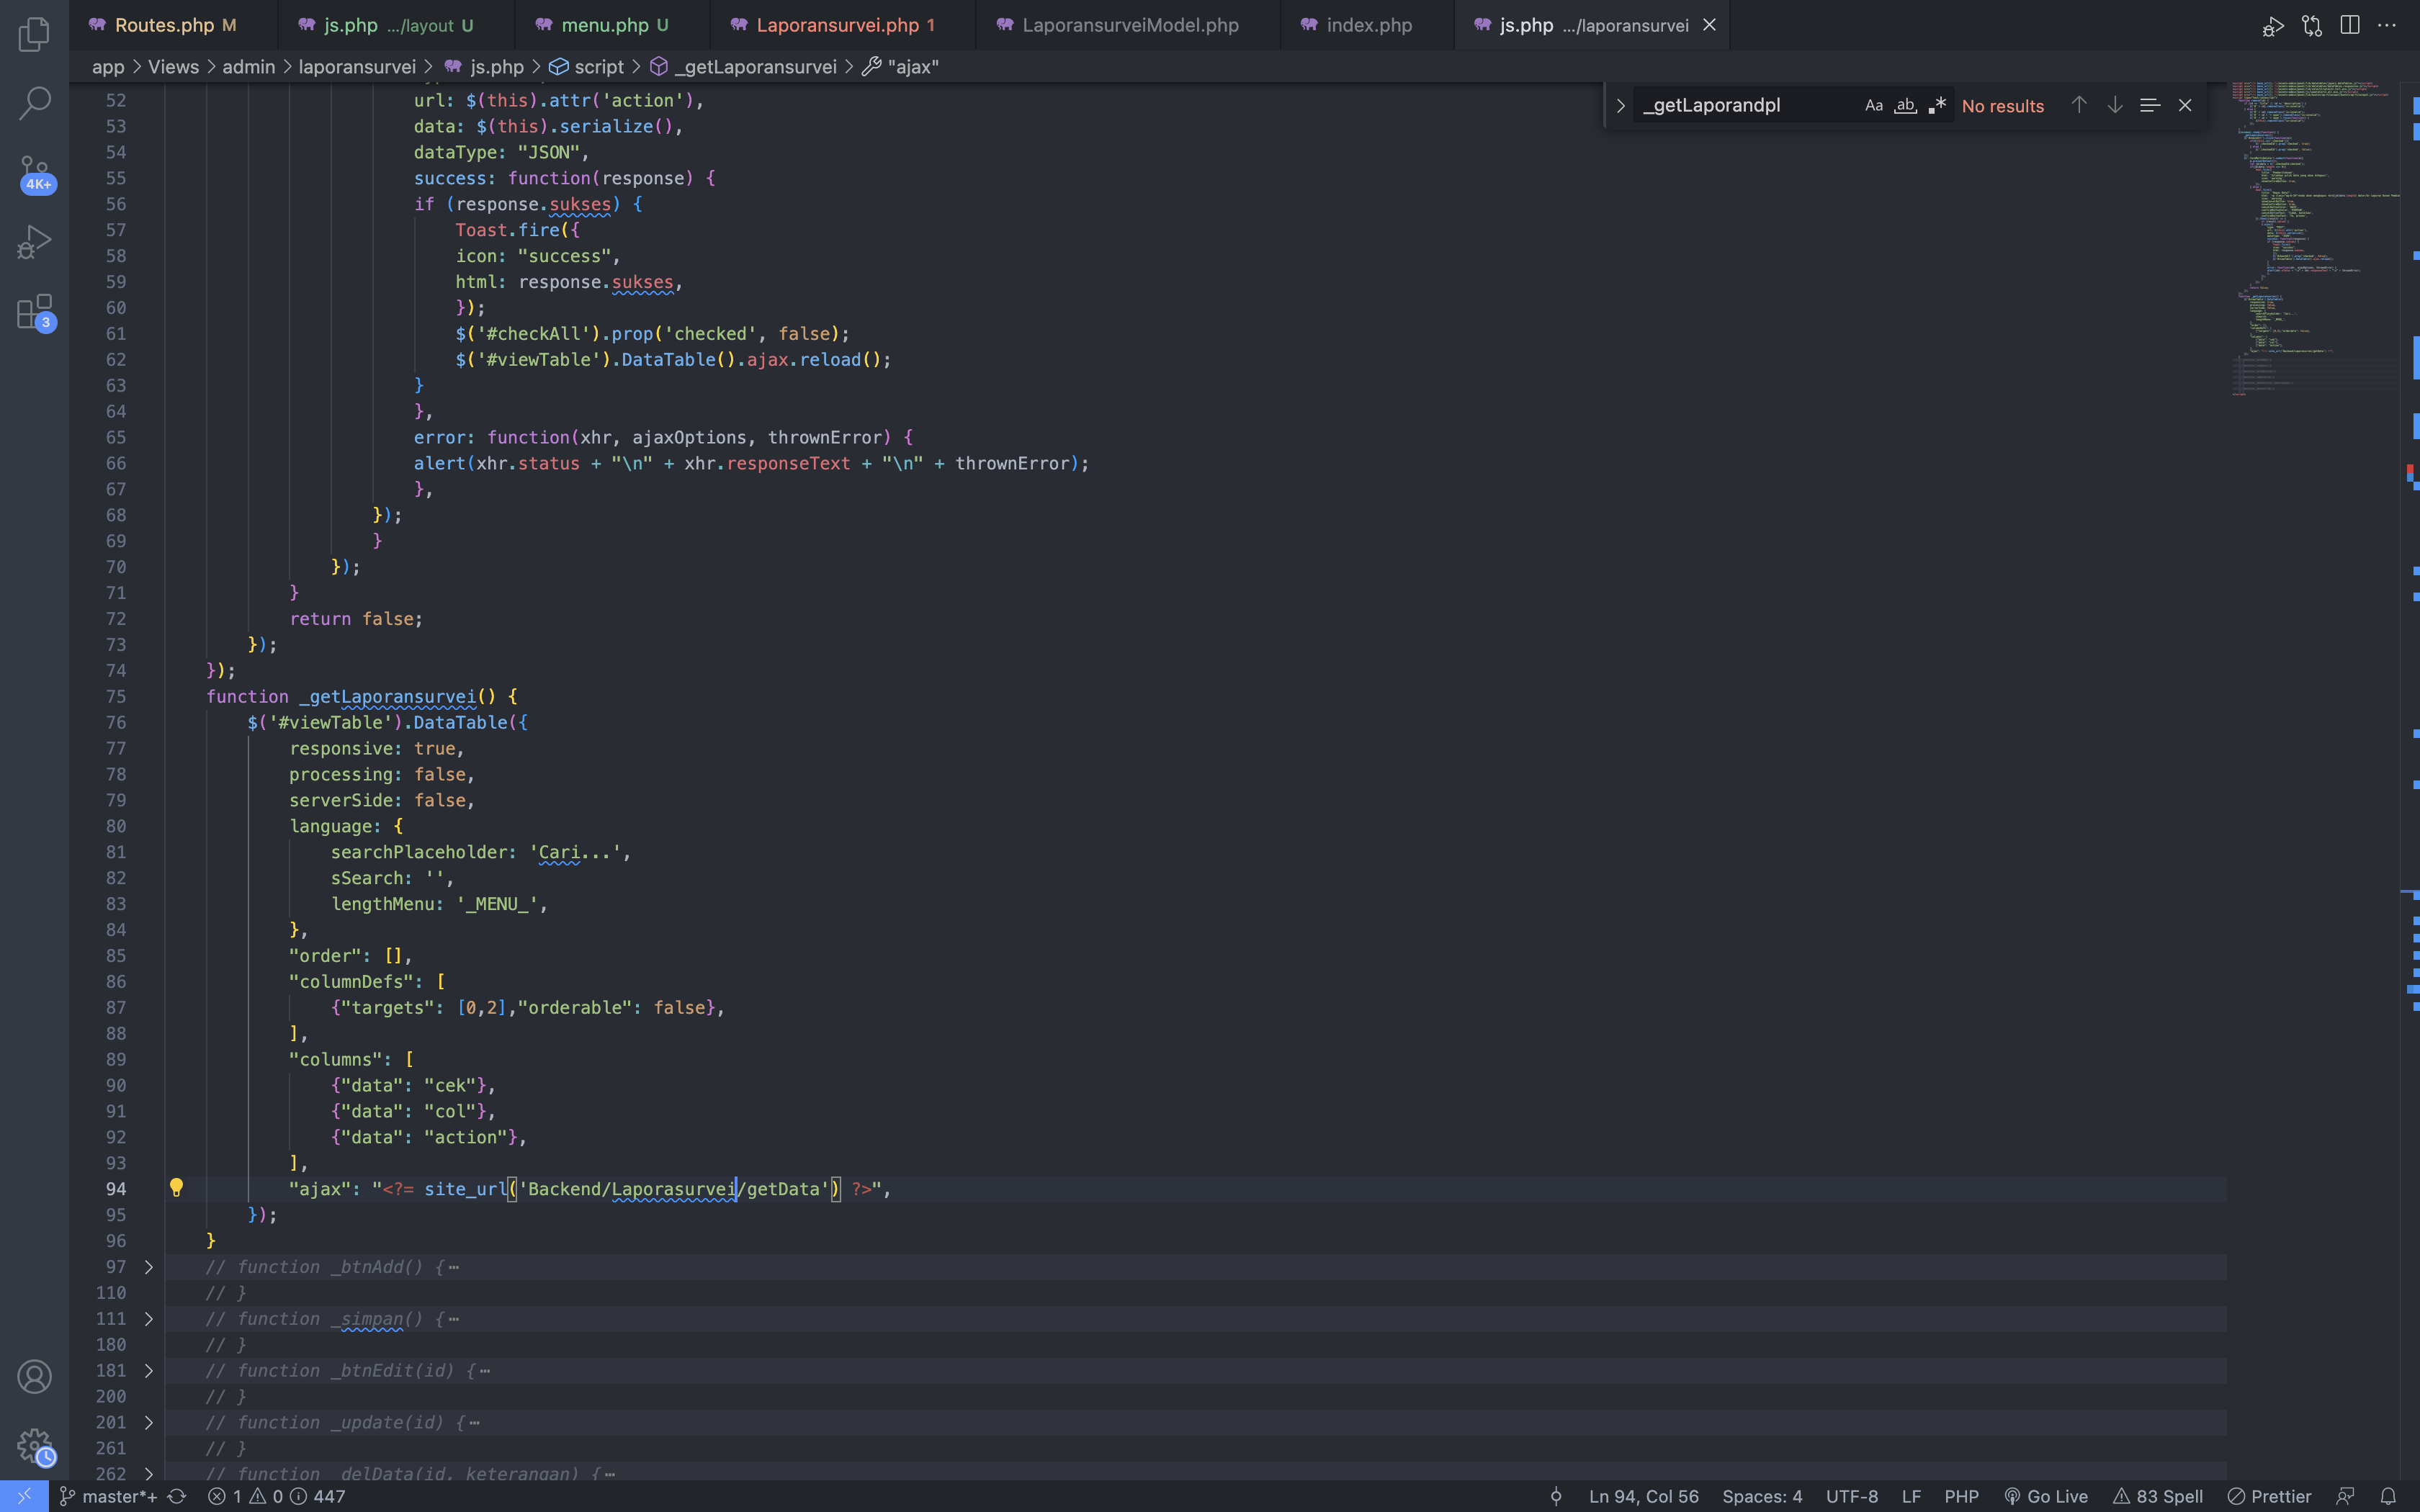 Routes.php M js.php .../layout U menu.php U Laporansurvei.php 1 LaporansurveiModel.php index.php js.php .../laporansurvei
app > Views > admin > laporansurvei > js.php > script > _getLaporansurvei > "ajax"
_getLaporandpl Aa ab No results
52 url: $(this).attr('action'),
53 data: $(this).serialize(),
54 dataType: "JSON",
55 success: function(response) {
56 if (response.sukses) {
57 Toast.fire({
58 icon: "success",
59 html: response.sukses,
60 });
61 $('#checkAll').prop('checked', false);
62 $('#viewTable').DataTable().ajax.reload();
63 }
64 },
65 error: function(xhr, ajaxOptions, thrownError) {
66 alert(xhr.status + "\n" + xhr.responseText + "\n" + thrownError);
67 },
68 });
69 }
70 });
71 }
72 return false;
73 });
74 });
75 function _getLaporansurvei() {
76 $('#viewTable').DataTable({
77 responsive: true,
78 processing: false,
79 serverSide: false,
80 language: {
81 searchPlaceholder: 'Cari...',
82 sSearch: '',
83 lengthMenu: '_MENU_',
84 },
85 "order": [],
86 "columnDefs": [
87 {"targets": [0,2],"orderable": false},
88 ],
89 "columns": [
90 {"data": "cek"},
91 {"data": "col"},
92 {"data": "action"},
93 ],
94 "ajax": "<?= site_url('Backend/Laporasurvei/getData') ?>",
95 });
96 }
97 // function _btnAdd() {⋯
110 // }
111 // function _simpan() {⋯
180 // }
181 // function _btnEdit(id) {⋯
200 // }
201 // function _update(id) {⋯
261 // }
262 // function _delData(id, keterangan) {⋯
4K+
3
master*+ 1 0 447 Ln 94, Col 56 Spaces: 4 UTF-8 LF PHP Go Live 83 Spell Prettier